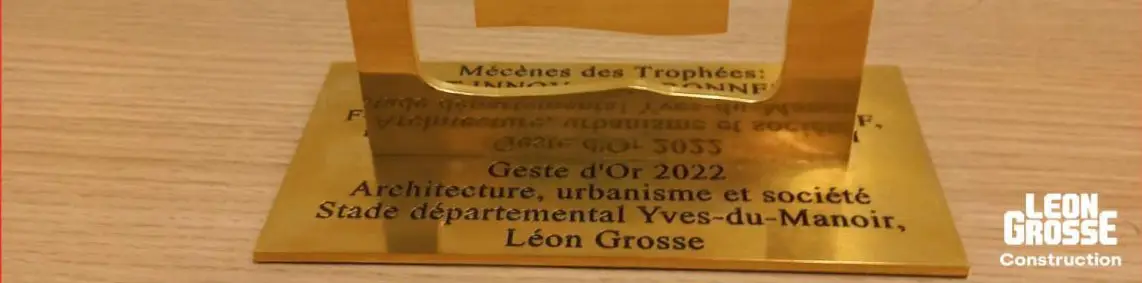 Mécènes des Trophées:
Geste d'Or 2022
Architecture, urbanisme et société
Stade départemental Yves-du-Manoir,
Léon Grosse
LEON
GROSSE
Construction